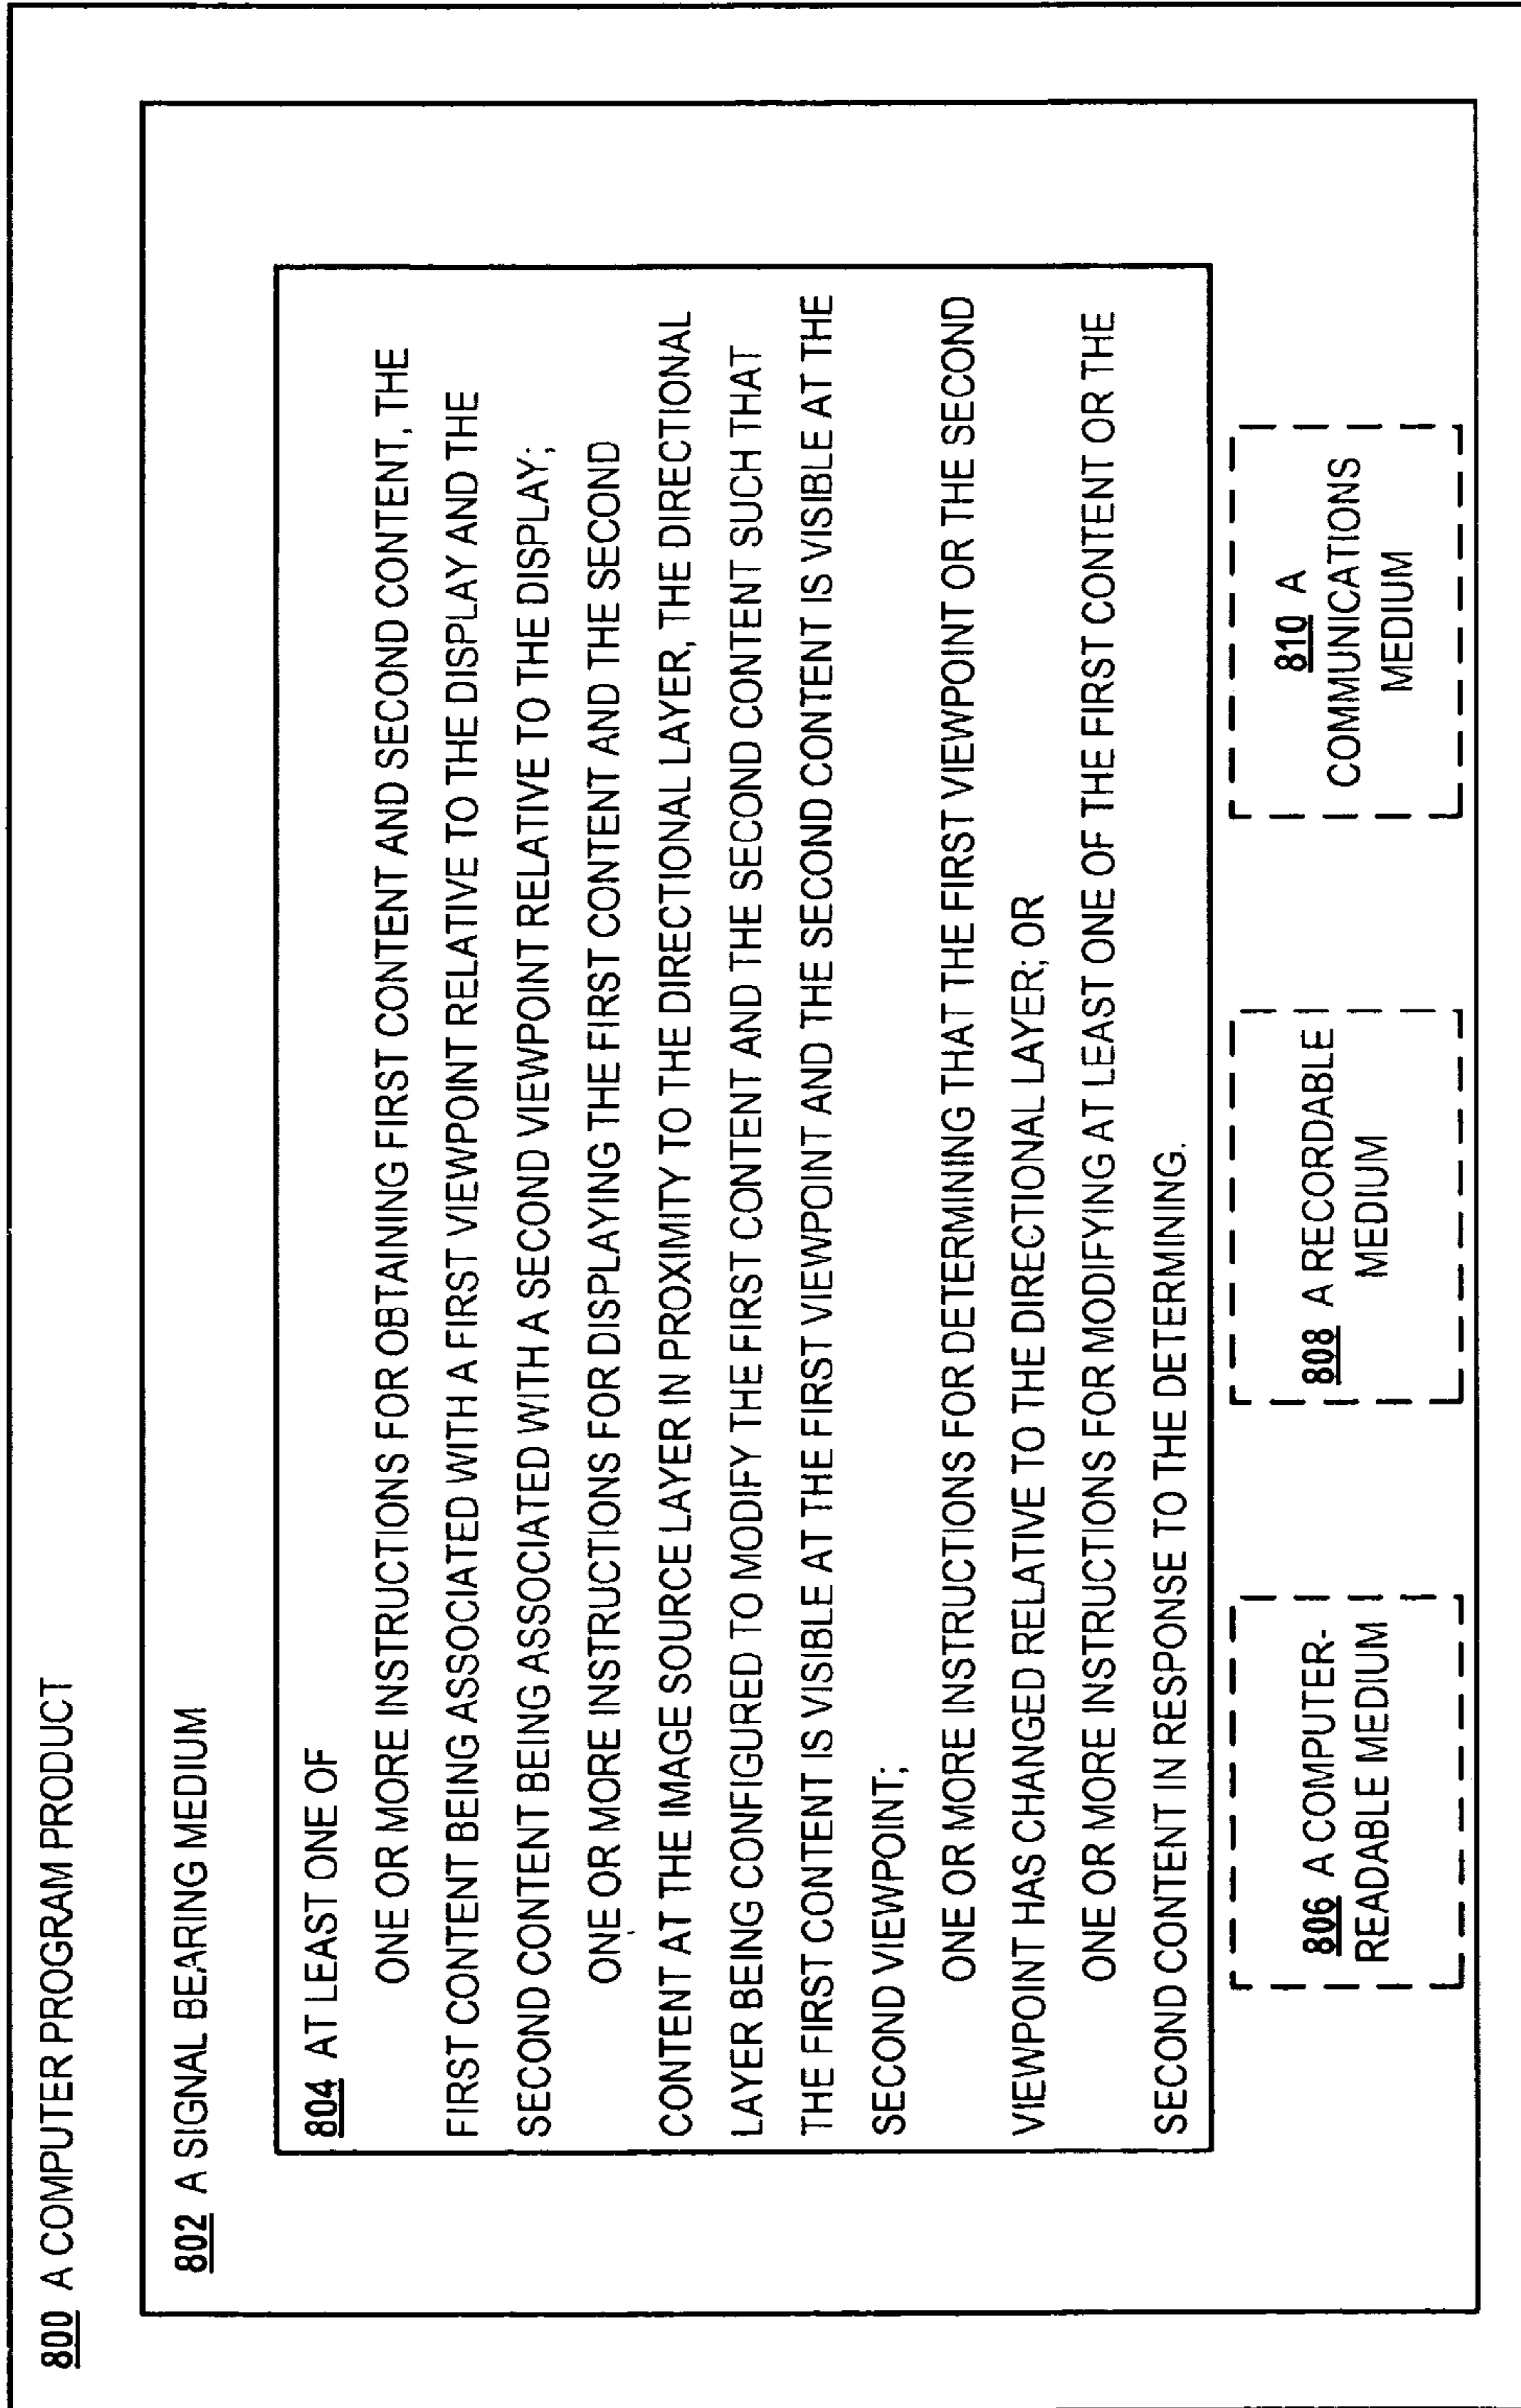 800 A COMPUTER PROGRAM PRODUCT
802 A SIGNAL BEARING MEDIUM
804 AT LEAST ONE OF
ONE OR MORE INSTRUCTIONS FOR OBTAINING FIRST CONTENT AND SECOND CONTENT, THE
FIRST CONTENT BEING ASSOCIATED WITH A FIRST VIEWPOINT RELATIVE TO THE DISPLAY AND THE
SECOND CONTENT BEING ASSOCIATED WITH A SECOND VIEWPOINT RELATIVE TO THE DISPLAY;
ONE OR MORE INSTRUCTIONS FOR DISPLAYING THE FIRST CONTENT AND THE SECOND
CONTENT AT THE IMAGE SOURCE LAYER IN PROXIMITY TO THE DIRECTIONAL LAYER, THE DIRECTIONAL
LAYER BEING CONFIGURED TO MODIFY THE FIRST CONTENT AND THE SECOND CONTENT SUCH THAT
THE FIRST CONTENT IS VISIBLE AT THE FIRST VIEWPOINT AND THE SECOND CONTENT IS VISIBLE AT THE
SECOND VIEWPOINT;
ONE OR MORE INSTRUCTIONS FOR DETERMINING THAT THE FIRST VIEWPOINT OR THE SECOND
VIEWPOINT HAS CHANGED RELATIVE TO THE DIRECTIONAL LAYER; OR
ONE OR MORE INSTRUCTIONS FOR MODIFYING AT LEAST ONE OF THE FIRST CONTENT OR THE
SECOND CONTENT IN RESPONSE TO THE DETERMINING.
806 A COMPUTER-
READABLE MEDIUM
808 A RECORDABLE
MEDIUM
810 A
COMMUNICATIONS
MEDIUM